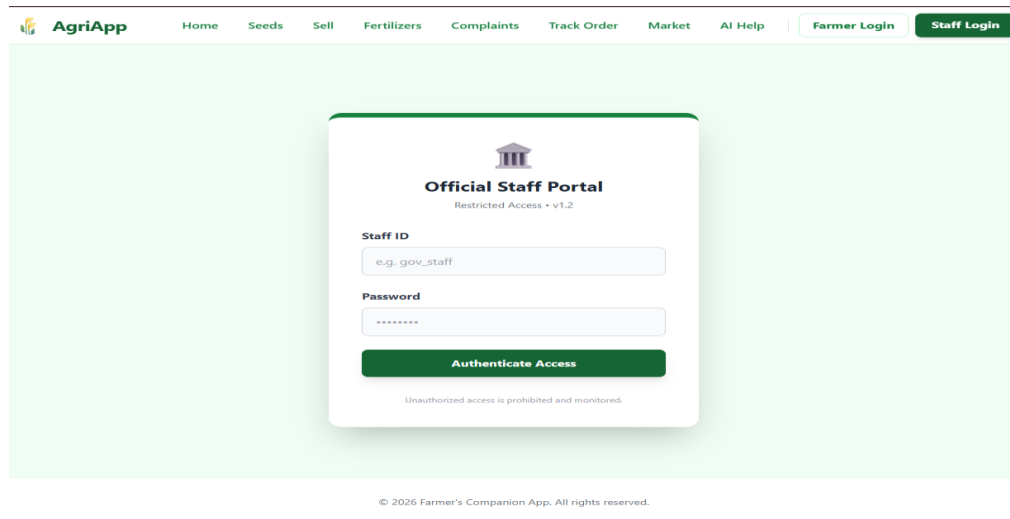 AgriApp Home Seeds Sell Fertilizers Complaints Track Order Market AI Help Farmer Login Staff Login
Official Staff Portal
Restricted Access • v1.2
Staff ID
e.g. gov_staff
Password
••••••••
Authenticate Access
Unauthorized access is prohibited and monitored.
© 2026 Farmer's Companion App. All rights reserved.